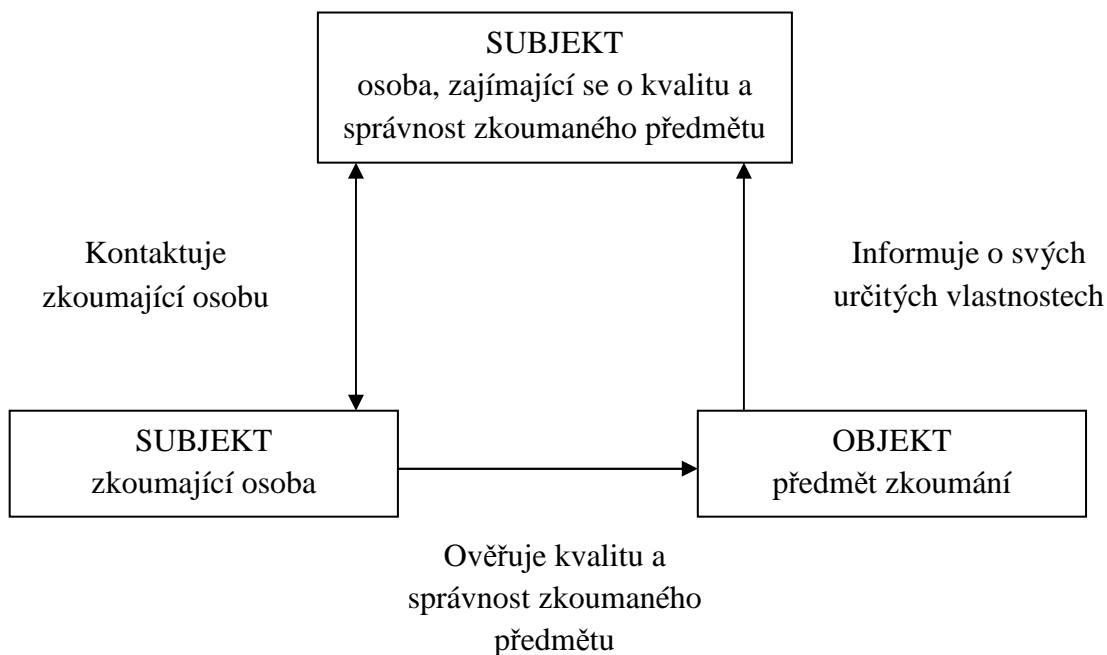 SUBJEKT
osoba, zajímající se o kvalitu a
správnost zkoumaného předmětu
Kontaktuje
zkoumající osobu
Informuje o svých
určitých vlastnostech
SUBJEKT
zkoumající osoba
OBJEKT
předmět zkoumání
Ověřuje kvalitu a
správnost zkoumaného
předmětu